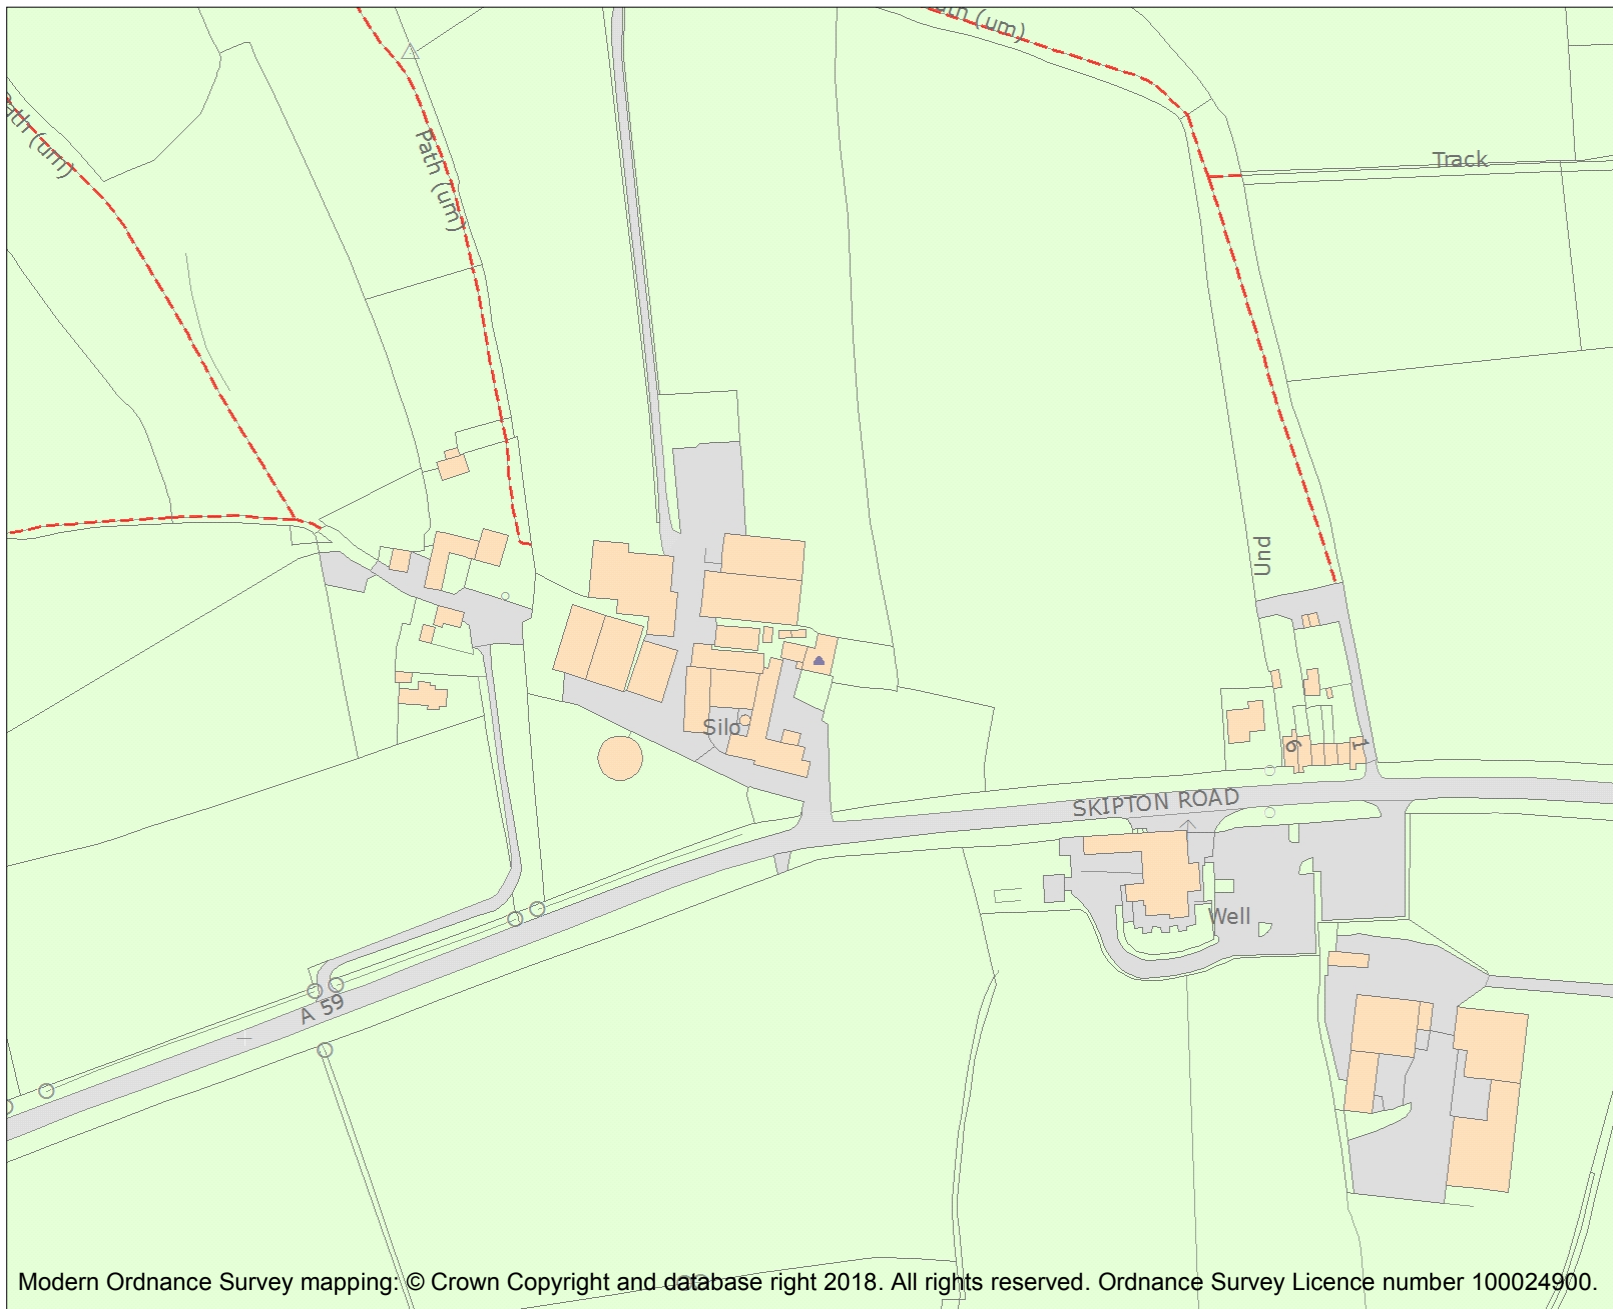 (um)
Path (um)
Path (um)
Track
Und
Silo
6
1
SKIPTON ROAD
Well
A 59
Modern Ordnance Survey mapping: © Crown Copyright and database right 2018. All rights reserved. Ordnance Survey Licence number 100024900.